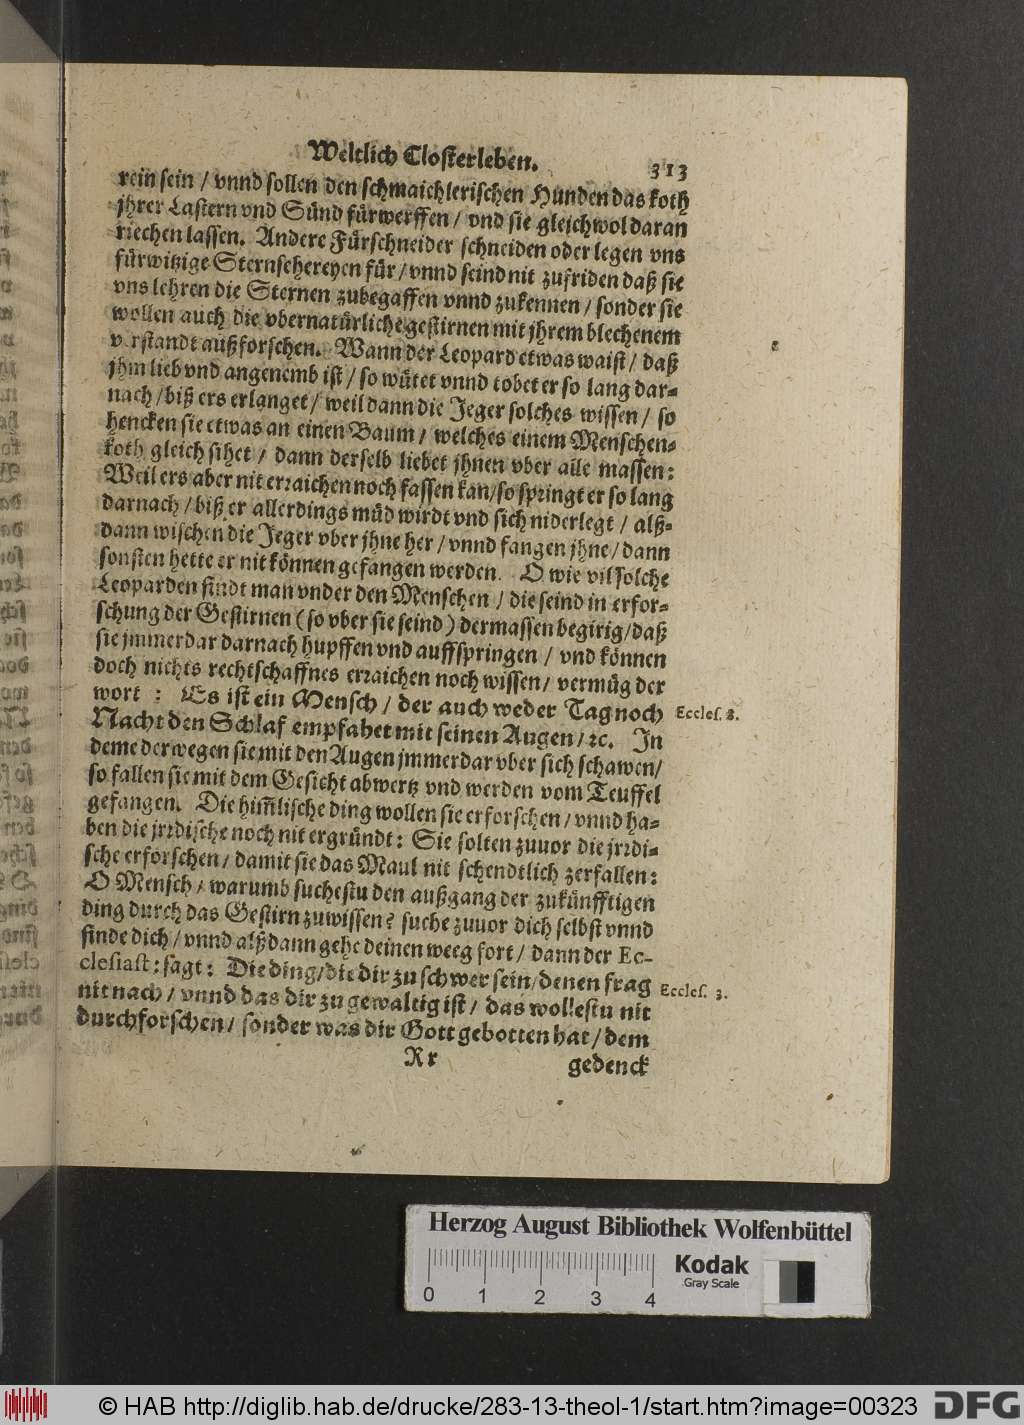 Weltlich Closterleben. 313
rein sein / vnnd sollen den schmaichlerischen Hunden das koth
jhrer Lastern vnd Sünd fürwerffen / vnd sie gleichwol daran
riechen lassen. Andere Fürschneider schneiden oder legen vns
fürwitzige Sternsehereyen für / vnnd seind nit zufriden daß sie
vns lehren die Sternen zubegaffen vnnd zukennen / sonder sie
wollen auch die vbernatürliche gestirnen mit jhrem blechenem
verstandt außforschen. Wann der Leopard etwas waist / daß
jhm lieb vnd angenemb ist / so wütet vnnd tobet er so lang dar-
nach / biß ers erlanget / weil dann die Jeger solches wissen / so
hencken sie etwas an einen Baum / welches einem Menschen-
koth gleich sihet / dann derselb liebet jhnen vber alle massen:
Weil ers aber nit erraichen noch fassen kan / so springt er so lang
darnach / biß er allerdings müd wirdt vnd sich niderlegt / alß-
dann wischen die Jeger vber jhne her / vnnd fangen jhne / dann
sonsten hette er nit können gefangen werden. O wie vil solche
Leoparden findt man vnder den Menschen / die seind in erfor-
schung der Gestirnen (so vber sie seind) dermassen begirig / daß
sie jmmerdar darnach hupffen vnd auffspringen / vnd können
doch nichts rechtschaffnes erraichen noch wissen / vermüg der
wort : Es ist ein Mensch / der auch weder Tag noch Eccles. 8.
Nacht den Schlaf empfahet mit seinen Augen / ꝛc. In
deme derwegen sie mit den Augen jmmerdar vber sich schawen /
so fallen sie mit dem Gesicht abwertz vnd werden vom Teuffel
gefangen. Die him̃lische ding wollen sie erforschen / vnnd ha-
ben die jrrdische noch nit ergründt: Sie solten zuuor die jrrdi-
sche erforschen / damit sie das Maul nit schendtlich zerfallen:
O Mensch / warumb suchestu den außgang der zukünfftigen
ding durch das Gestirn zuwissen? suche zuuor dich selbst vnnd
finde dich / vnnd alßdann gehe deinen weeg fort / dann der Ec-
clesiast: sagt: Die ding / die dir zu schwer sein / denen frag Eccles. 3.
nit nach / vnnd das dir zu gewaltig ist / das wollestu nit
durchforschen / sonder was dir Gott gebotten hat / dem
Rr gedenck
Herzog August Bibliothek Wolfenbüttel
Kodak
Gray Scale
0 1 2 3 4
© HAB http://diglib.hab.de/drucke/283-13-theol-1/start.htm?image=00323 DFG